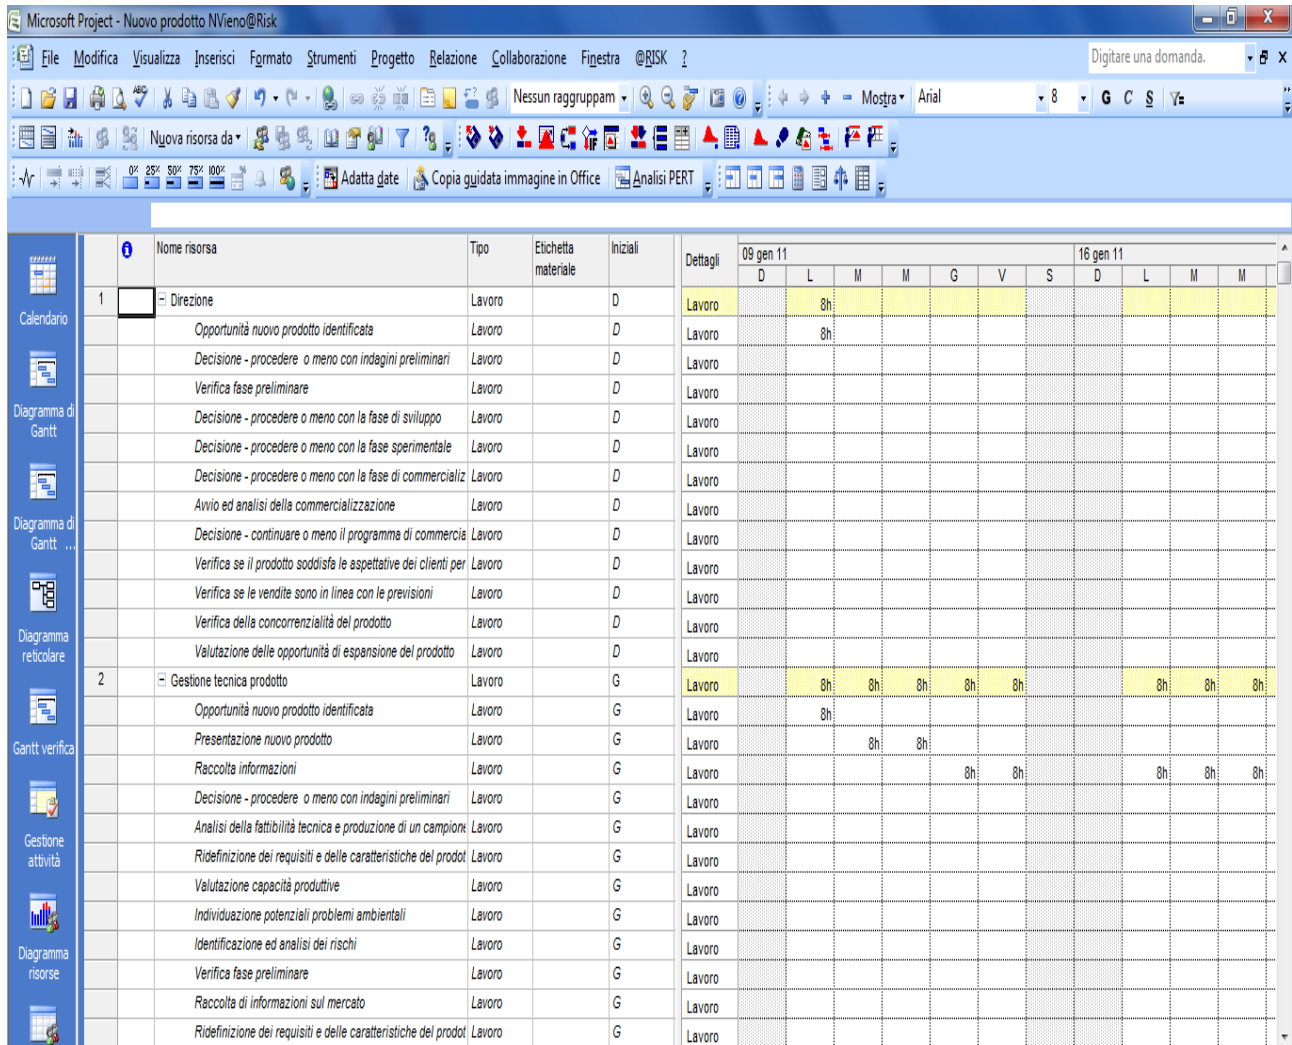 Microsoft Project - Nuovo prodotto NVieno@Risk
File Modifica Visualizza Inserisci Formato Strumenti Progetto Relazione Collaborazione Finestra @RISK ? Digitare una domanda.
Nessun raggruppam Mostra Arial 8 G C S
Nuova risorsa da
0% 25% 50% 75% 100% Adatta date Copia guidata immagine in Office Analisi PERT
Nome risorsa Tipo Etichetta materiale Iniziali Dettagli 09 gen 11 16 gen 11
D L M M G V S D L M M
1 Direzione Lavoro D Lavoro 8h
Opportunità nuovo prodotto identificata Lavoro D Lavoro 8h
Decisione - procedere o meno con indagini preliminari Lavoro D Lavoro
Verifica fase preliminare Lavoro D Lavoro
Decisione - procedere o meno con la fase di sviluppo Lavoro D Lavoro
Decisione - procedere o meno con la fase sperimentale Lavoro D Lavoro
Decisione - procedere o meno con la fase di commercializ Lavoro D Lavoro
Avvio ed analisi della commercializzazione Lavoro D Lavoro
Decisione - continuare o meno il programma di commercia Lavoro D Lavoro
Verifica se il prodotto soddisfa le aspettative dei clienti per Lavoro D Lavoro
Verifica se le vendite sono in linea con le previsioni Lavoro D Lavoro
Verifica della concorrenzialità del prodotto Lavoro D Lavoro
Valutazione delle opportunità di espansione del prodotto Lavoro D Lavoro
2 Gestione tecnica prodotto Lavoro G Lavoro 8h 8h 8h 8h 8h 8h 8h 8h
Opportunità nuovo prodotto identificata Lavoro G Lavoro 8h
Presentazione nuovo prodotto Lavoro G Lavoro 8h 8h
Raccolta informazioni Lavoro G Lavoro 8h 8h 8h 8h 8h
Decisione - procedere o meno con indagini preliminari Lavoro G Lavoro
Analisi della fattibilità tecnica e produzione di un campione Lavoro G Lavoro
Ridefinizione dei requisiti e delle caratteristiche del prodot Lavoro G Lavoro
Valutazione capacità produttive Lavoro G Lavoro
Individuazione potenziali problemi ambientali Lavoro G Lavoro
Identificazione ed analisi dei rischi Lavoro G Lavoro
Verifica fase preliminare Lavoro G Lavoro
Raccolta di informazioni sul mercato Lavoro G Lavoro
Ridefinizione dei requisiti e delle caratteristiche del prodot Lavoro G Lavoro
Calendario
Diagramma di
Gantt
Diagramma di
Gantt ...
Diagramma
reticolare
Gantt verifica
Gestione
attività
Diagramma
risorse